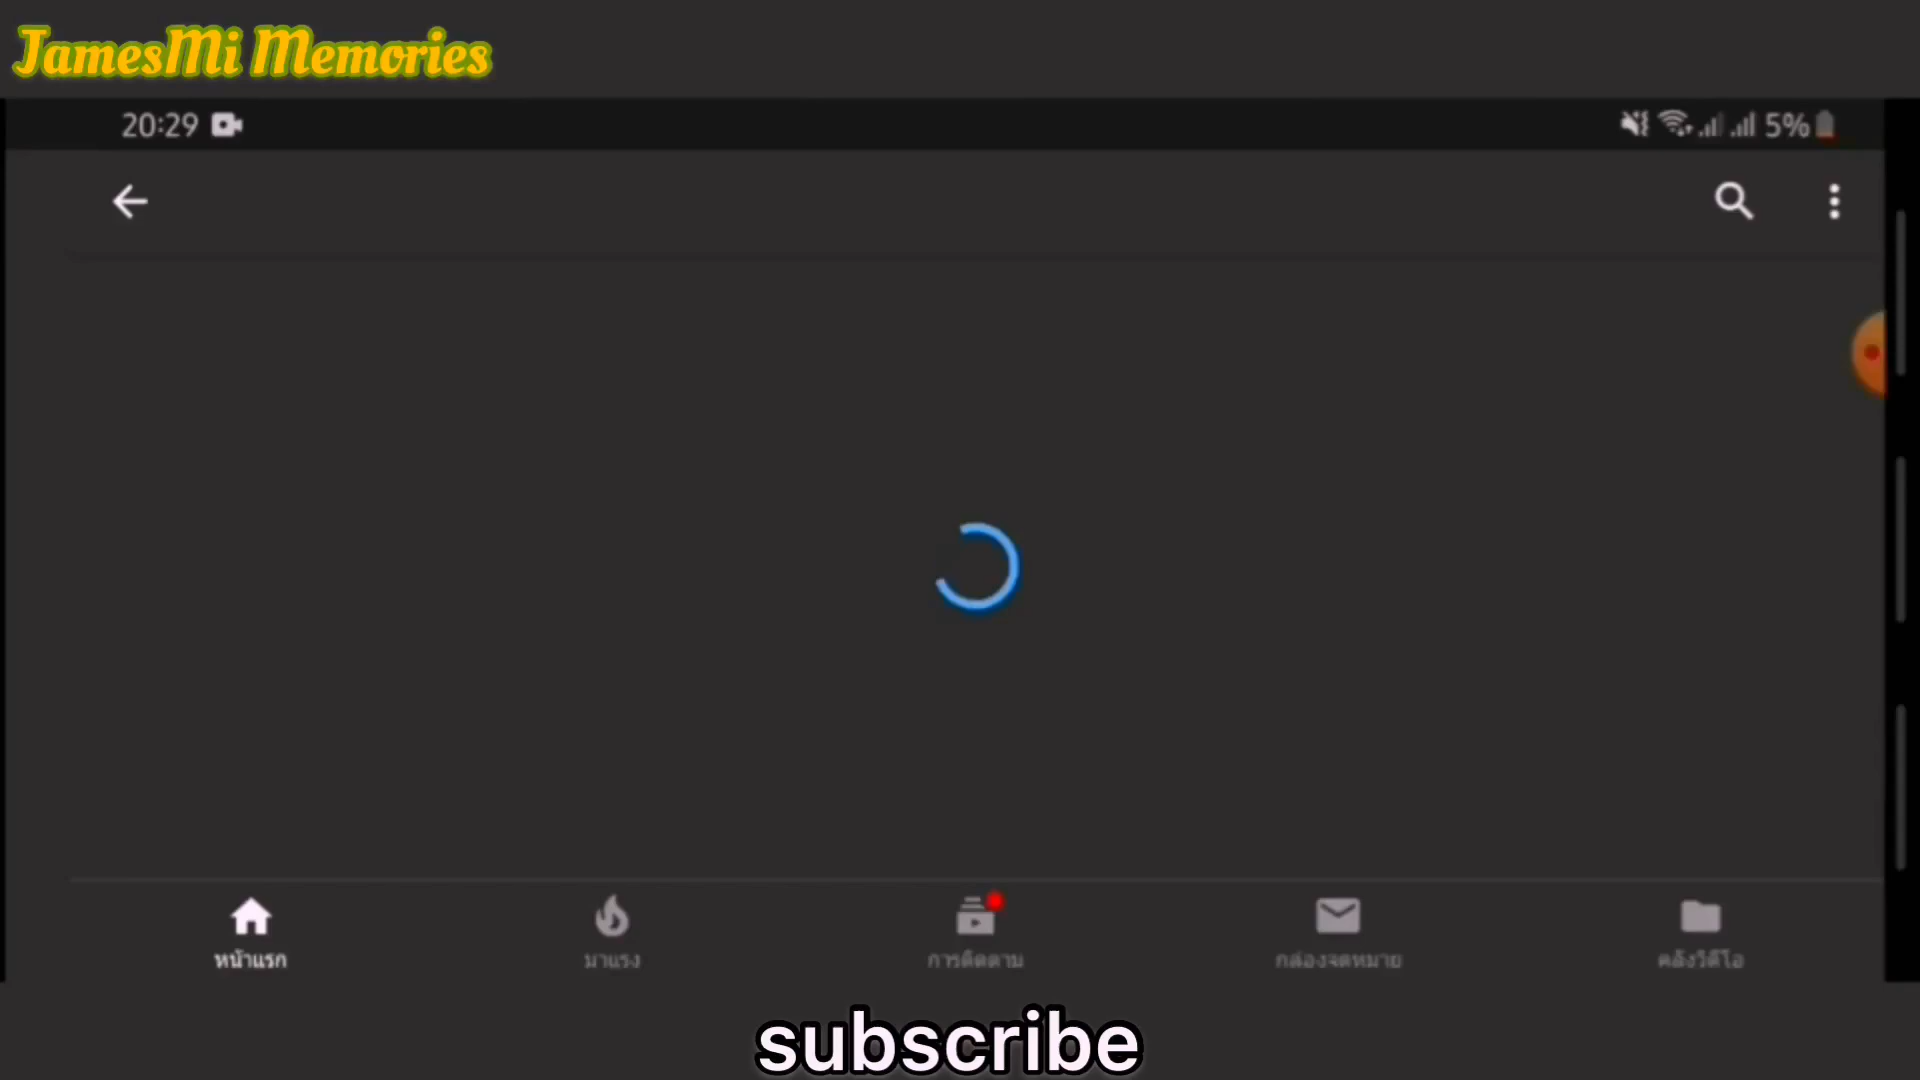 JamesMi Memories
20:29
5%
หน้าแรก
มาแรง
การติดตาม
กล่องจดหมาย
คลังวิดีโอ
subscribe